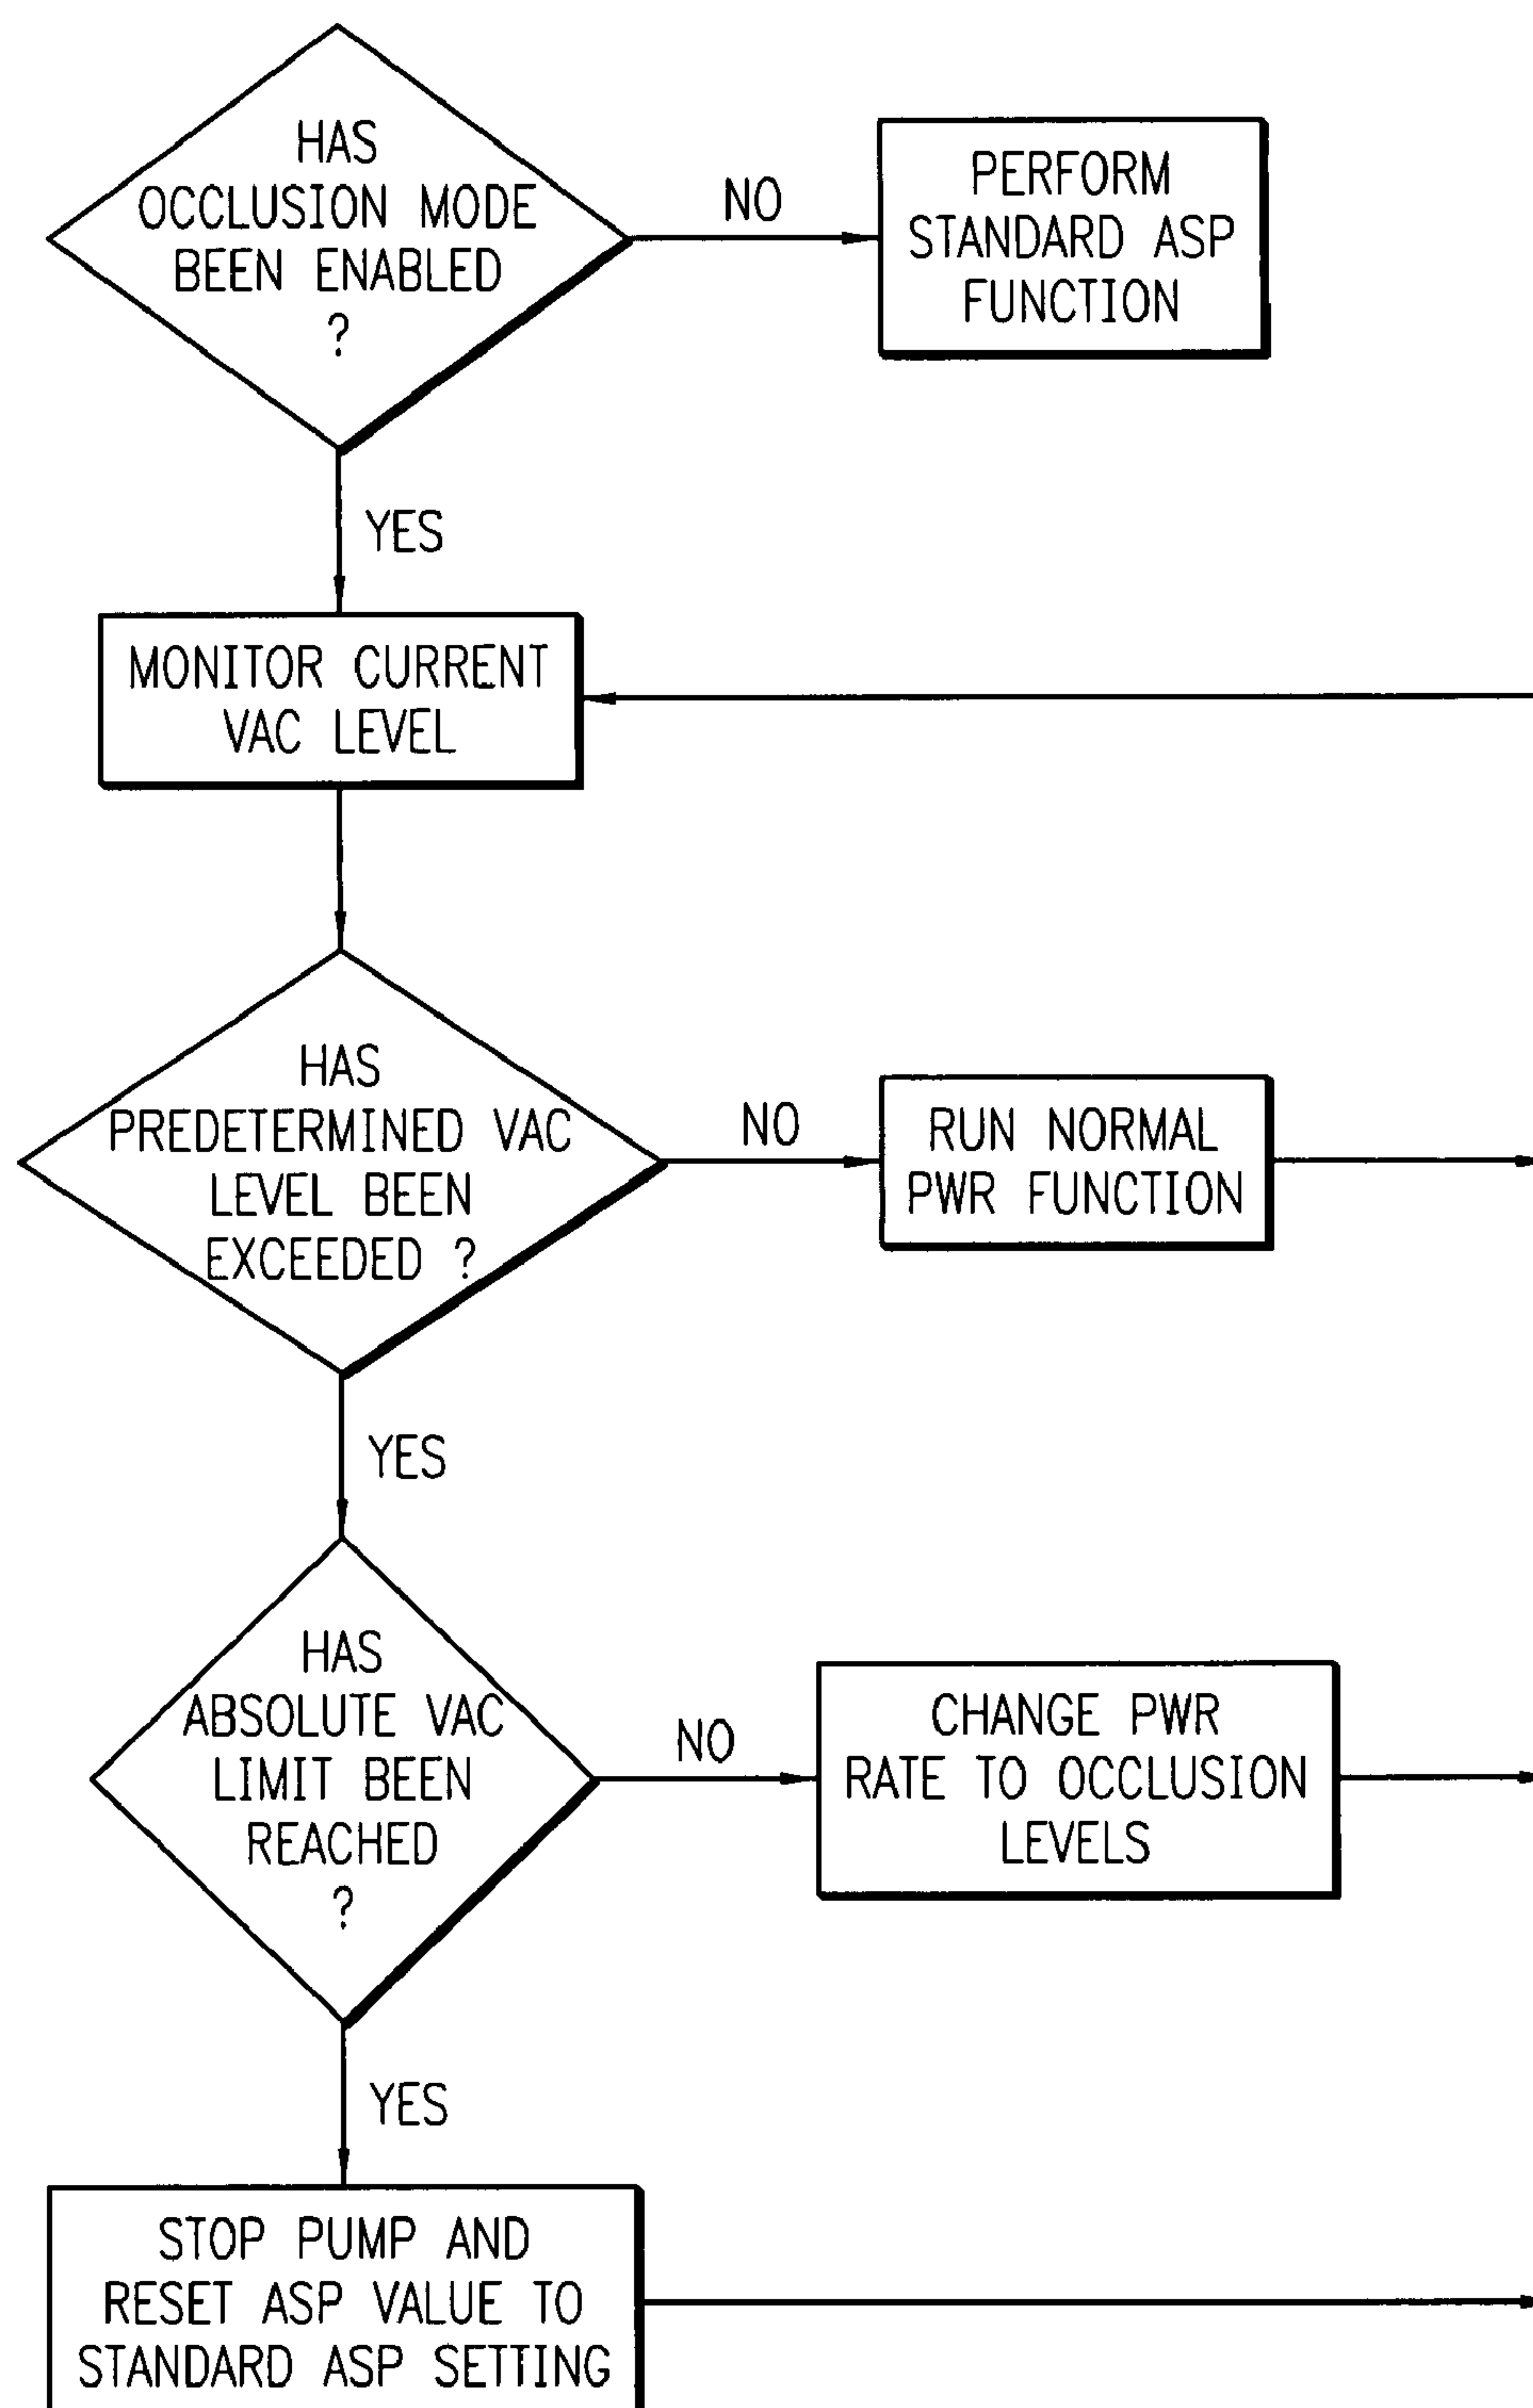 HAS
OCCLUSION MODE
BEEN ENABLED
?
NO
PERFORM
STANDARD ASP
FUNCTION
YES
MONITOR CURRENT
VAC LEVEL
HAS
PREDETERMINED VAC
LEVEL BEEN
EXCEEDED ?
NO
RUN NORMAL
PWR FUNCTION
YES
HAS
ABSOLUTE VAC
LIMIT BEEN
REACHED
?
NO
CHANGE PWR
RATE TO OCCLUSION
LEVELS
YES
STOP PUMP AND
RESET ASP VALUE TO
STANDARD ASP SETTING